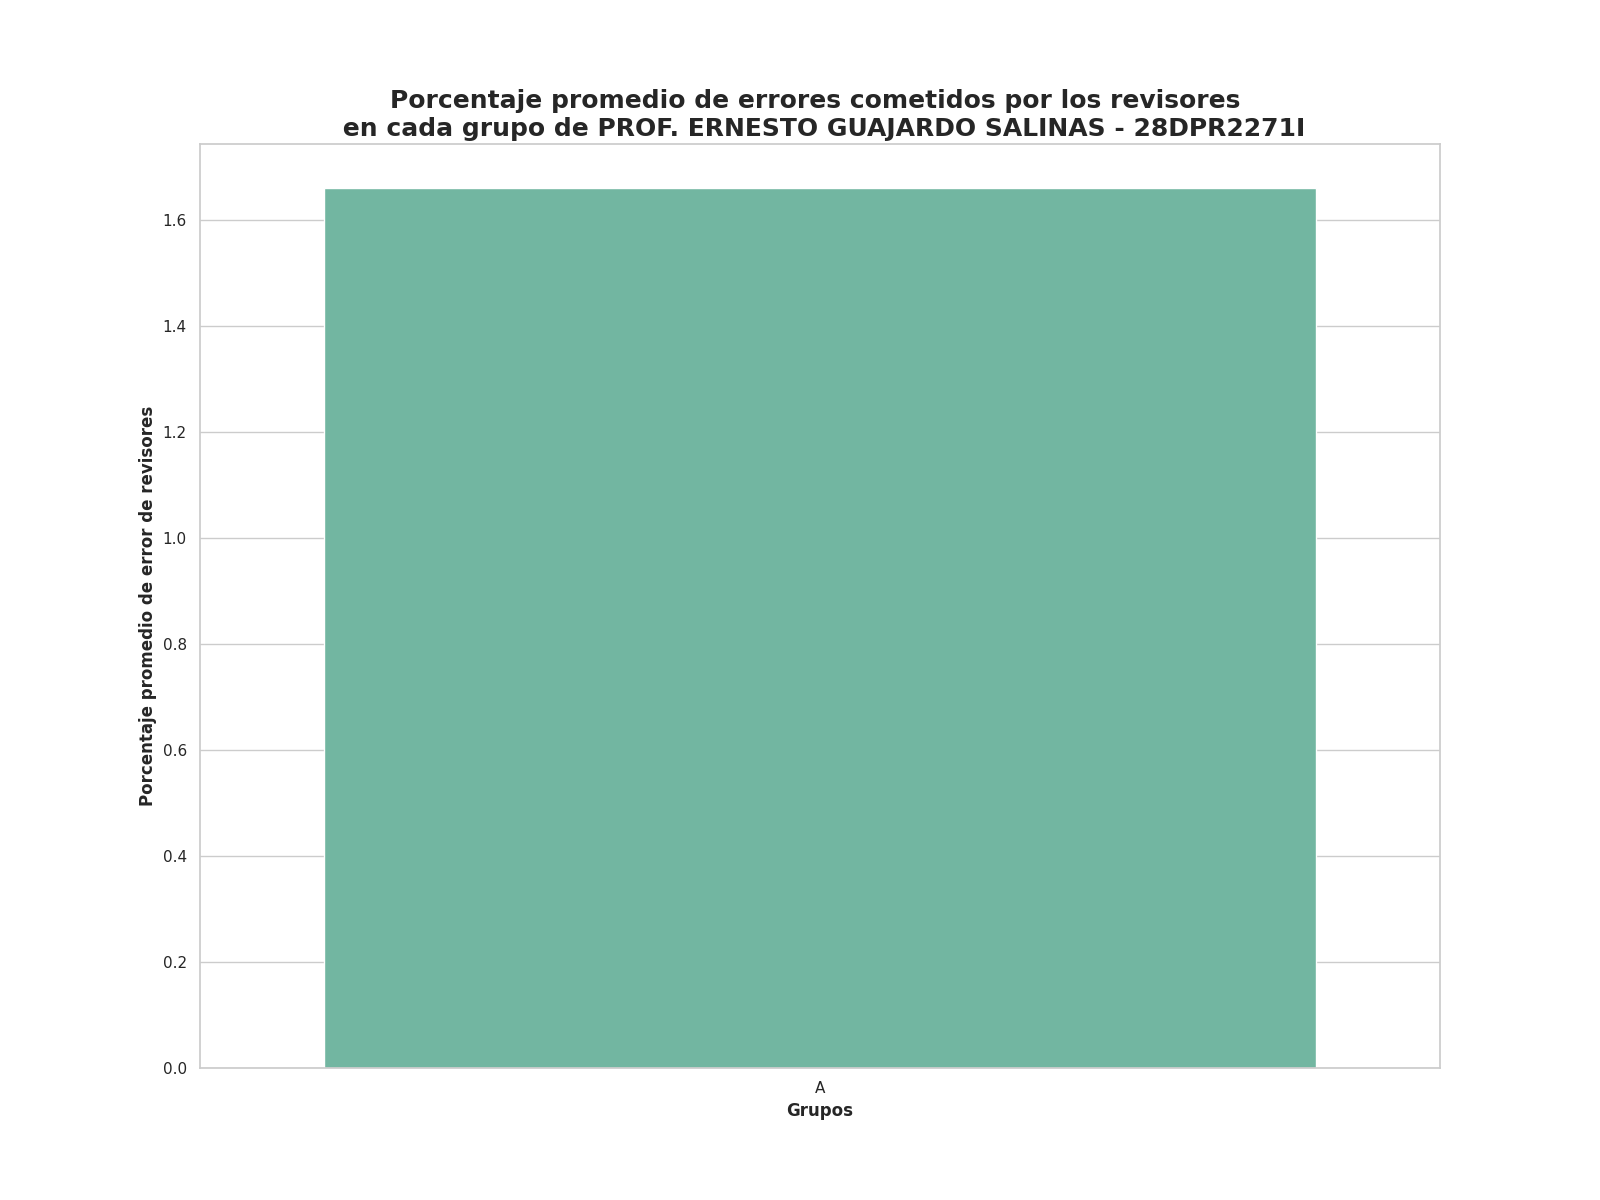 Porcentaje promedio de errores cometidos por los revisores
en cada grupo de PROF. ERNESTO GUAJARDO SALINAS - 28DPR2271I
Porcentaje promedio de error de revisores
1.6
1.4
1.2
1.0
0.8
0.6
0.4
0.2
0.0
A
Grupos